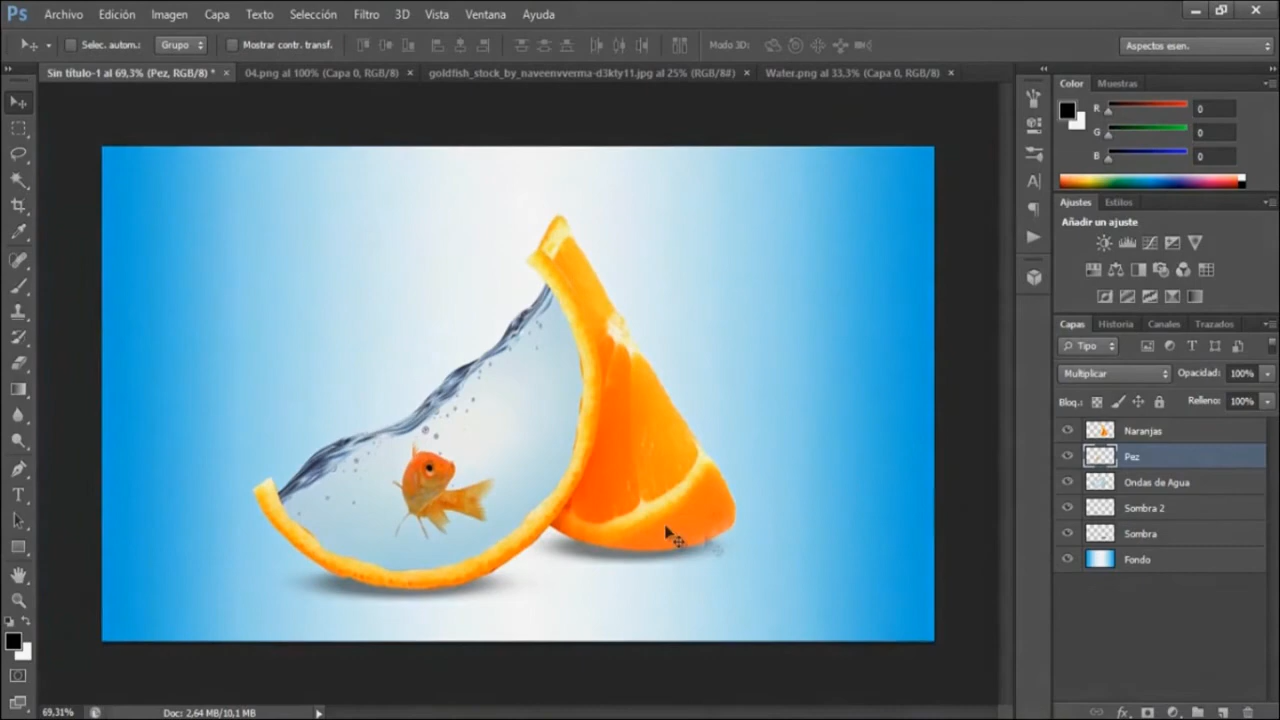 Ps Archivo Edición Imagen Capa Texto Selección Filtro 3D Vista Ventana Ayuda
Selec. autom.: Grupo Mostrar contr. transf. Modo 3D: Aspectos esen.
Sin título-1 al 69,3% (Pez, RGB/8) * × 04.png al 100% (Capa 0, RGB/8) × goldfish_stock_by_naveenvverma-d3kty11.jpg al 25% (RGB/8#) × Water.png al 33,3% (Capa 0, RGB/8) ×
Color Muestras
R 0
G 0
B 0
Ajustes Estilos
Añadir un ajuste
Capas Historia Canales Trazados
Tipo
Multiplicar Opacidad: 100%
Bloq.: Relleno: 100%
Naranjas
Pez
Ondas de Agua
Sombra 2
Sombra
Fondo
69,31% Doc: 2,64 MB/10,1 MB